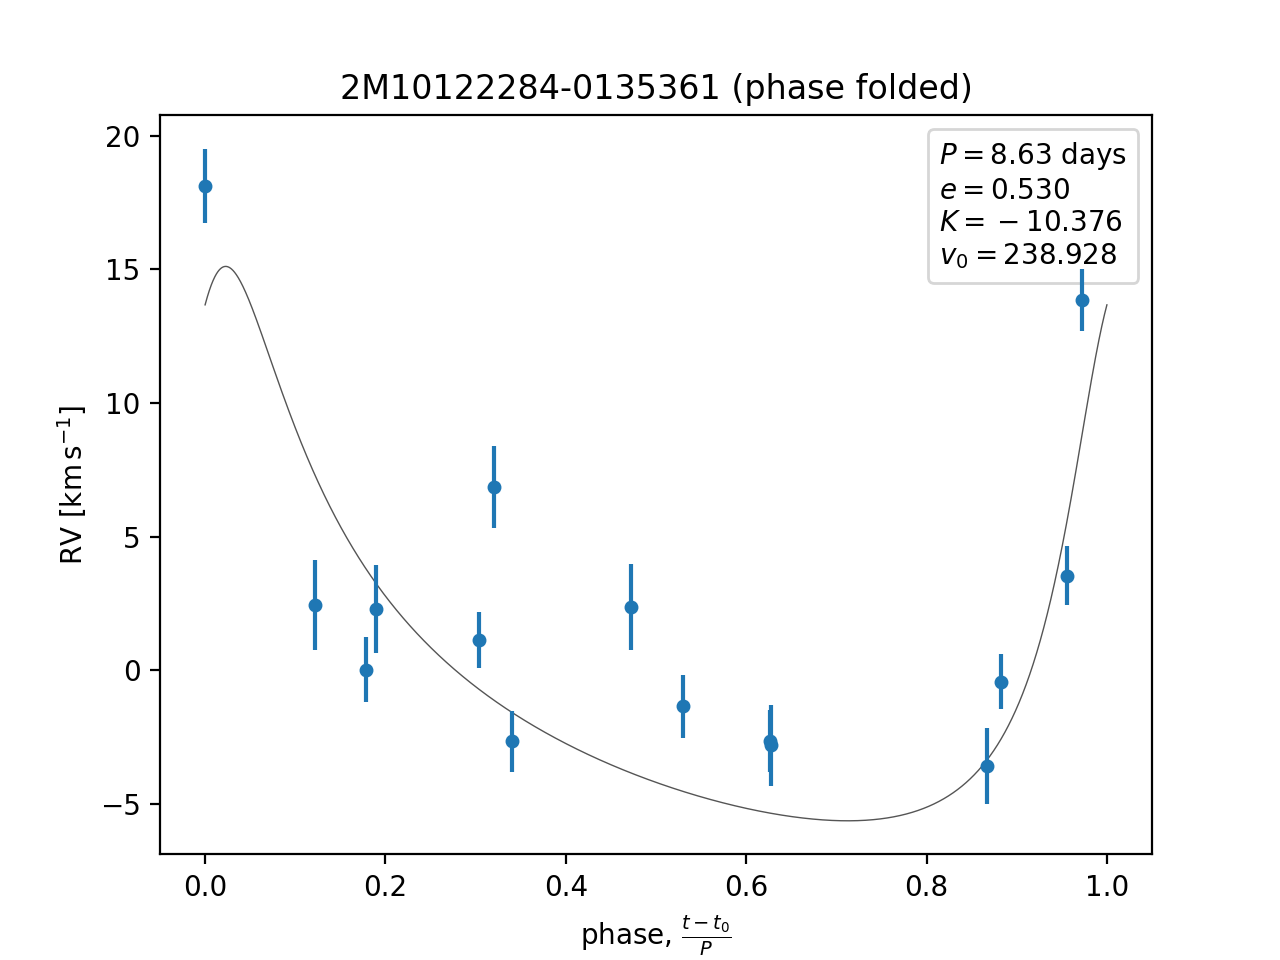 2M10122284-0135361 (phase folded)
P = 8.63 days
e = 0.530
K = −10.376
v₀ = 238.928
20
15
10
5
0
−5
RV [km s⁻¹]
0.0 0.2 0.4 0.6 0.8 1.0
phase, (t − t₀)/P